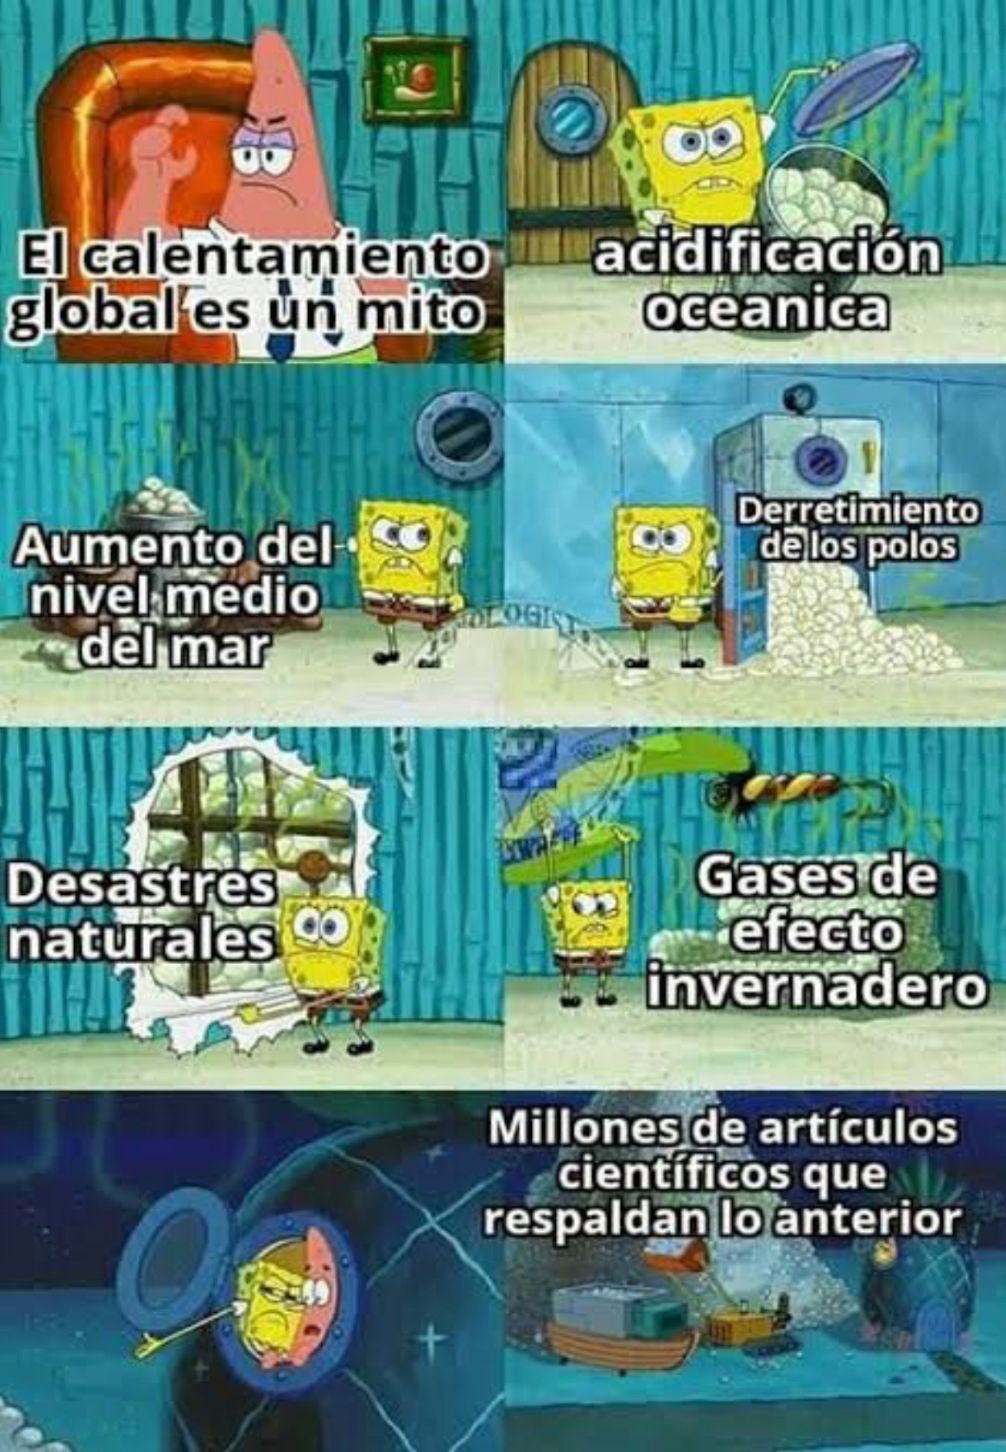 El calentamiento
global es un mito
acidificación
oceanica
Aumento del
nivel medio
del mar
Derretimiento
de los polos
Desastres
naturales
Gases de
efecto
invernadero
Millones de artículos
científicos que
respaldan lo anterior